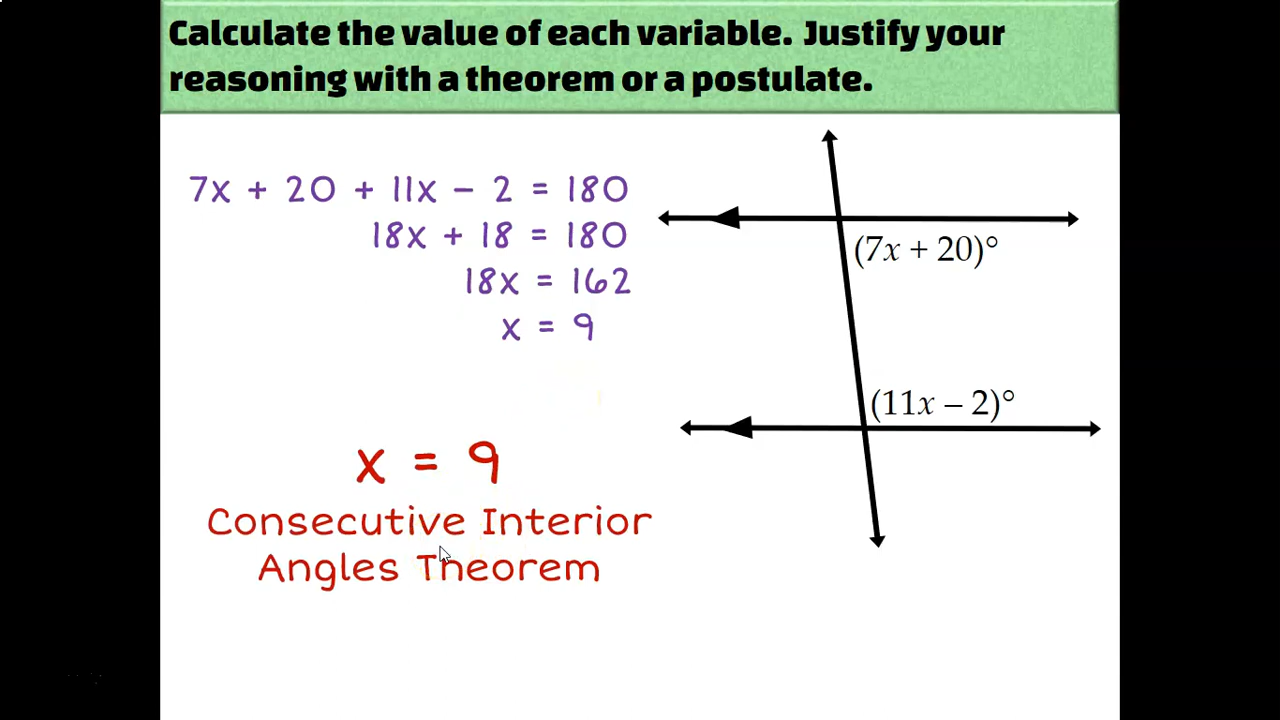 Calculate the value of each variable. Justify your
reasoning with a theorem or a postulate.
7x + 20 + 11x - 2 = 180
18x + 18 = 180
18x = 162
x = 9
x = 9
Consecutive Interior
Angles Theorem
(7x + 20)°
(11x – 2)°